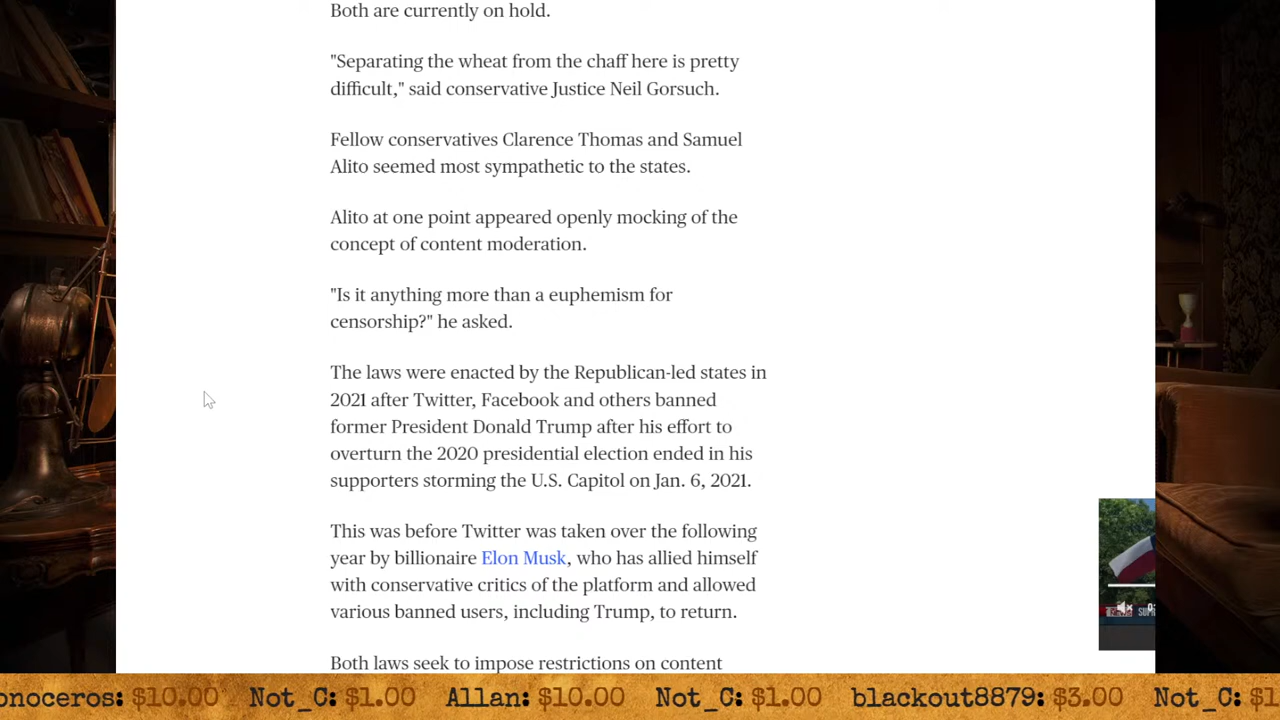 Both are currently on hold.
"Separating the wheat from the chaff here is pretty
difficult," said conservative Justice Neil Gorsuch.
Fellow conservatives Clarence Thomas and Samuel
Alito seemed most sympathetic to the states.
Alito at one point appeared openly mocking of the
concept of content moderation.
"Is it anything more than a euphemism for
censorship?" he asked.
The laws were enacted by the Republican-led states in
2021 after Twitter, Facebook and others banned
former President Donald Trump after his effort to
overturn the 2020 presidential election ended in his
supporters storming the U.S. Capitol on Jan. 6, 2021.
This was before Twitter was taken over the following
year by billionaire Elon Musk, who has allied himself
with conservative critics of the platform and allowed
various banned users, including Trump, to return.
Both laws seek to impose restrictions on content
onoceros: $10.00 Not_C: $1.00 Allan: $10.00 Not_C: $1.00 blackout8879: $3.00 Not_C: $1